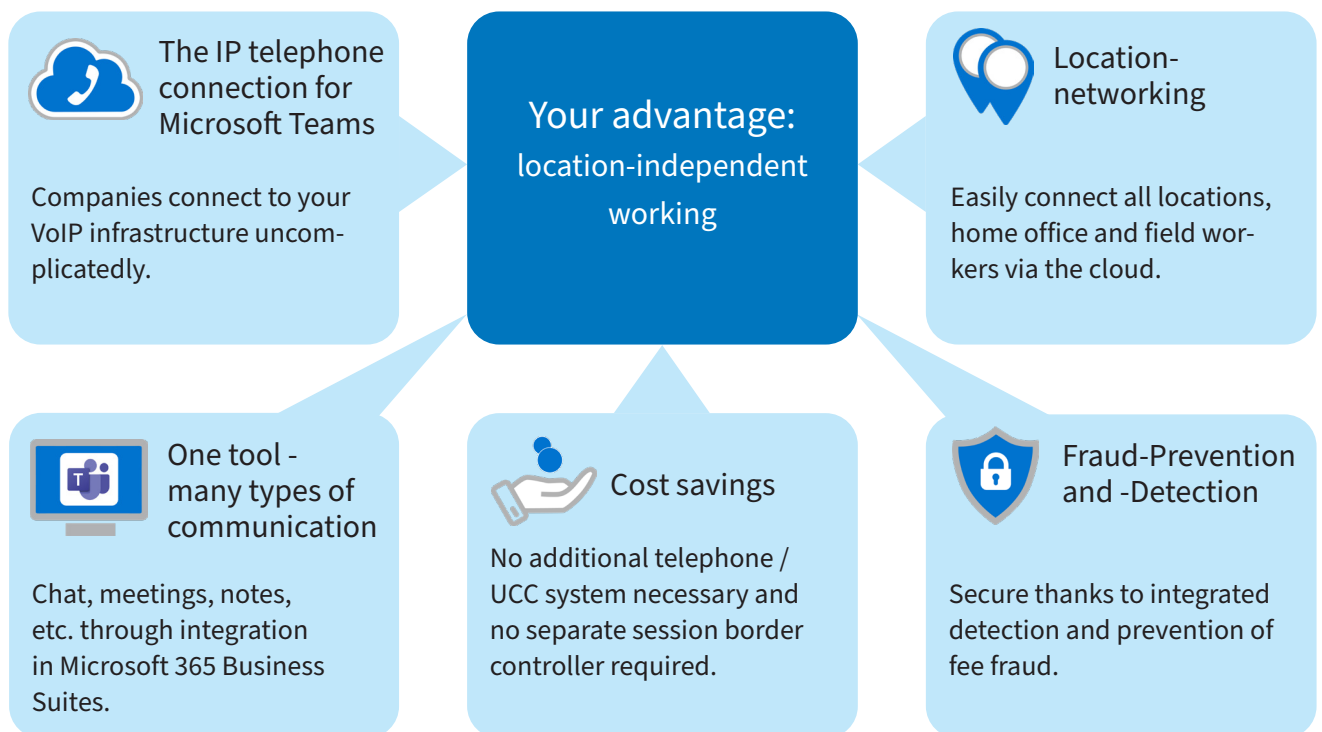 The IP telephone
connection for
Microsoft Teams
Companies connect to your
VoIP infrastructure uncom-
plicatedly.
Your advantage:
location-independent
working
Location-
networking
Easily connect all locations,
home office and field wor-
kers via the cloud.
One tool -
many types of
communication
T
Chat, meetings, notes,
etc. through integration
in Microsoft 365 Business
Suites.
Cost savings
No additional telephone /
UCC system necessary and
no separate session border
controller required.
Fraud-Prevention
and -Detection
Secure thanks to integrated
detection and prevention of
fee fraud.